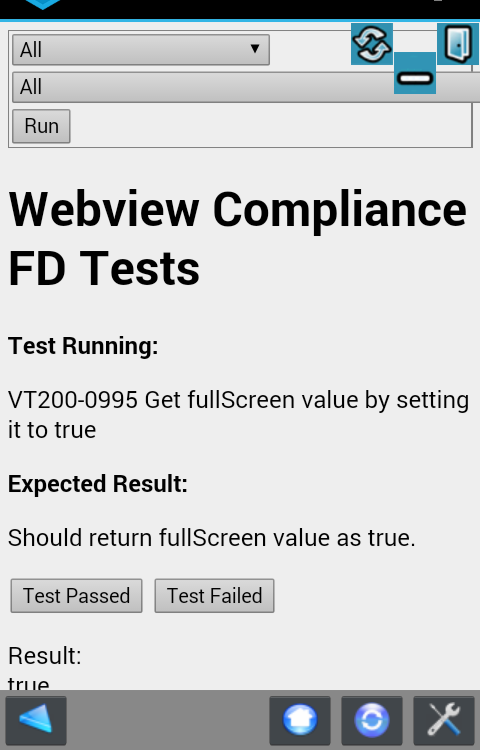 All
All
Run
Webview Compliance
FD Tests
Test Running:
VT200-0995 Get fullScreen value by setting
it to true
Expected Result:
Should return fullScreen value as true.
Test Passed Test Failed
Result:
true